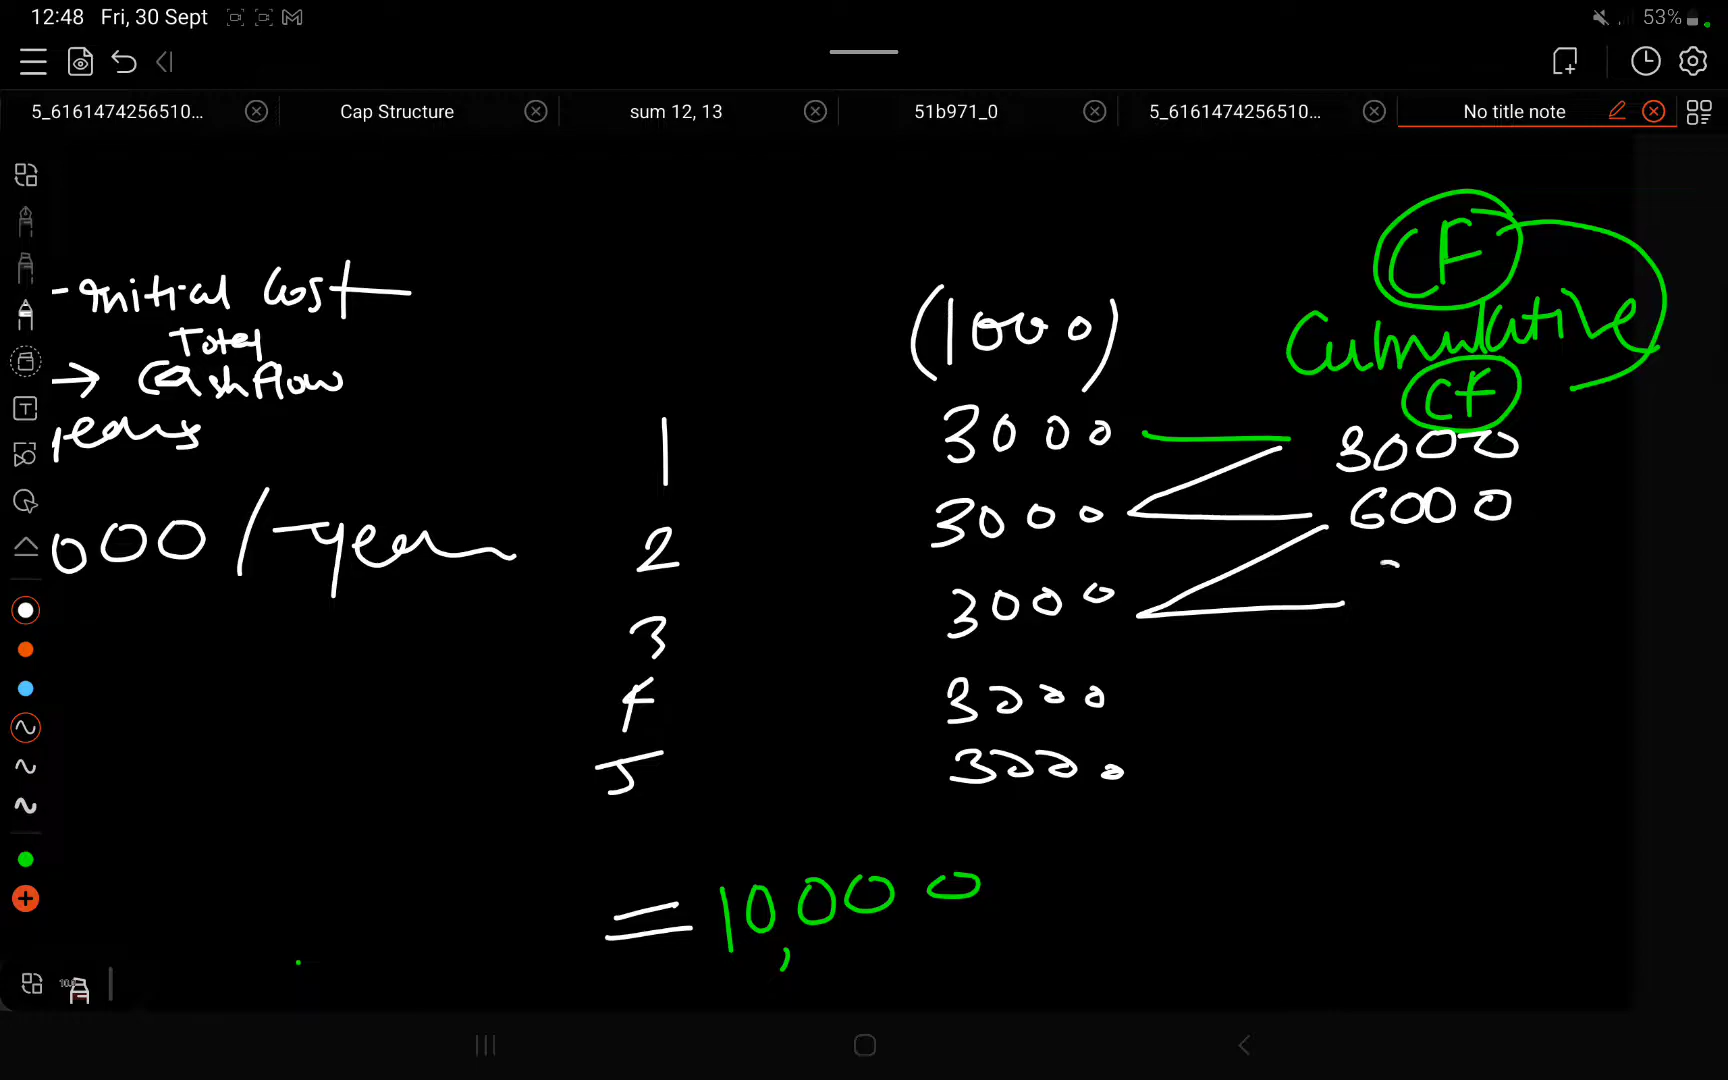 12:48 Fri, 30 Sept
53%
5_6161474256510... Cap Structure sum 12, 13 51b971_0 5_6161474256510... No title note
CF
- Initial Cost
(1000)
Cumulative
Total
→ Cashflow
CF
years
1 3000 3000
000/year
2 3000 6000
3 3000
4 3000
5 3000
= 10,000